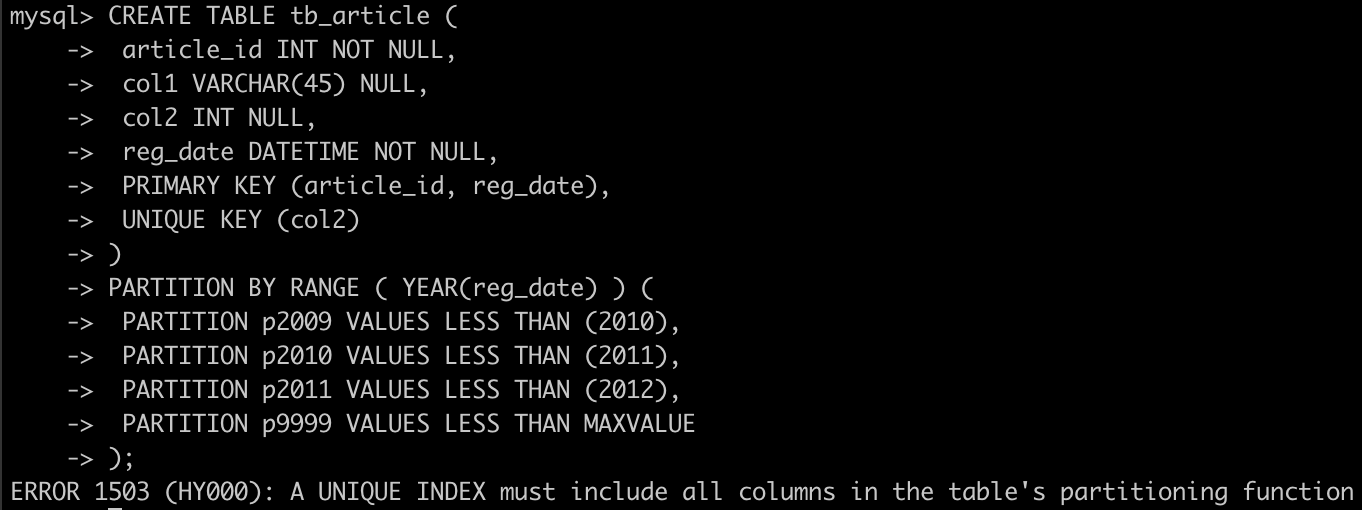 mysql> CREATE TABLE tb_article (
    ->  article_id INT NOT NULL,
    ->  col1 VARCHAR(45) NULL,
    ->  col2 INT NULL,
    ->  reg_date DATETIME NOT NULL,
    ->  PRIMARY KEY (article_id, reg_date),
    ->  UNIQUE KEY (col2)
    -> )
    -> PARTITION BY RANGE ( YEAR(reg_date) ) (
    ->  PARTITION p2009 VALUES LESS THAN (2010),
    ->  PARTITION p2010 VALUES LESS THAN (2011),
    ->  PARTITION p2011 VALUES LESS THAN (2012),
    ->  PARTITION p9999 VALUES LESS THAN MAXVALUE
    -> );
ERROR 1503 (HY000): A UNIQUE INDEX must include all columns in the table's partitioning function